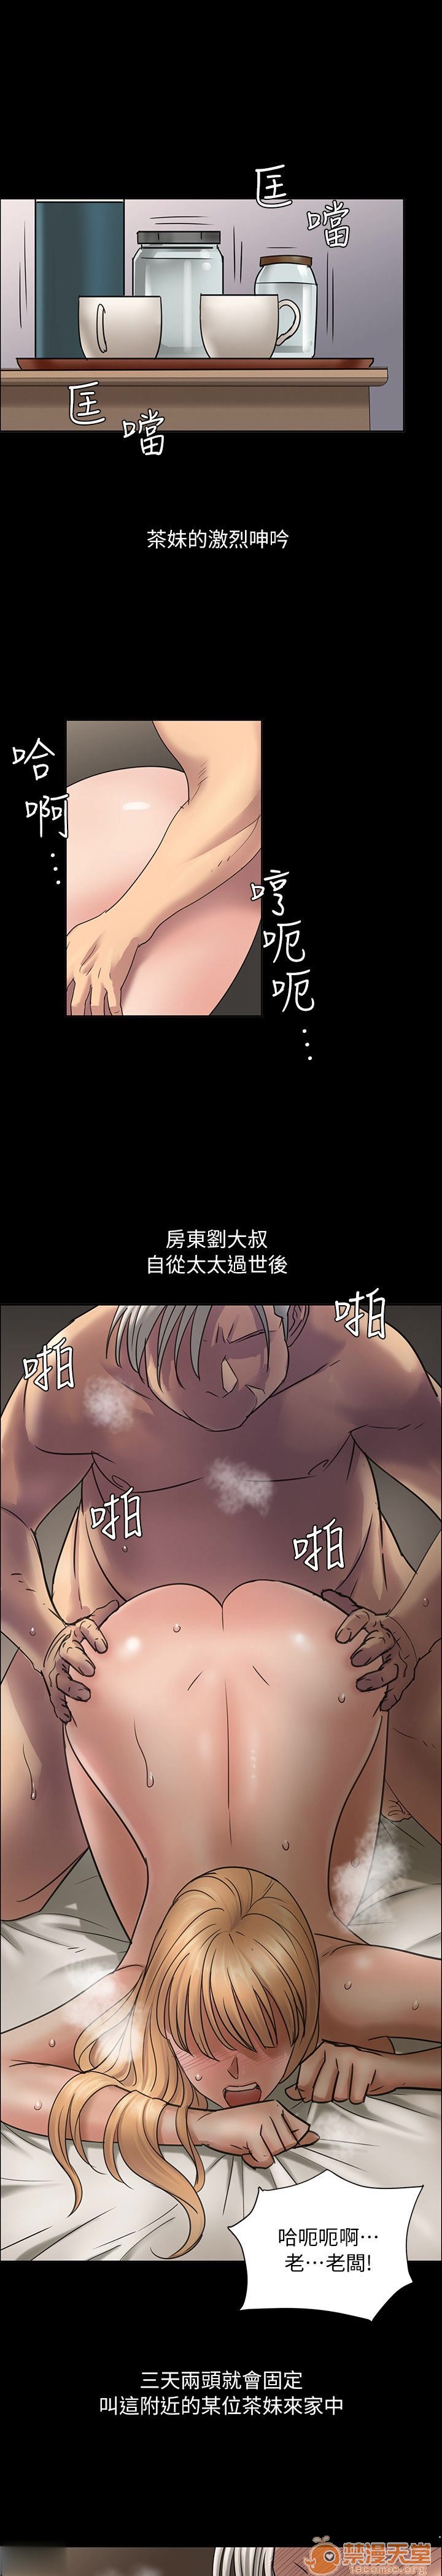 匡
噹
匡
噹
茶妹的激烈呻吟
哈
啊
⋮
哼
呃
呃
⋮
房東劉大叔
自從太太過世後
啪
啪
啪
啪
哈呃呃啊…
老…老闆!
三天兩頭就會固定
叫這附近的某位茶妹來家中
禁漫天堂